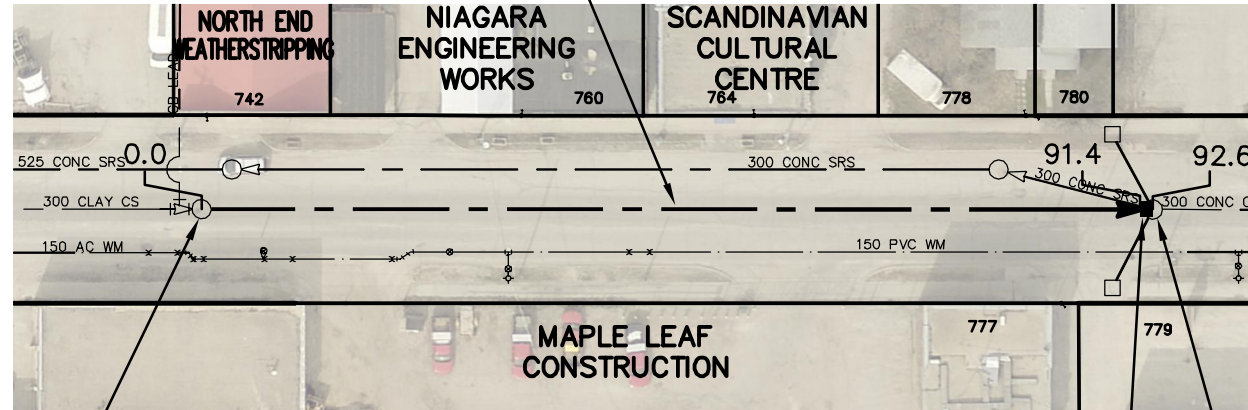 NORTH END
WEATHERSTRIPPING
742
NIAGARA
ENGINEERING
WORKS
760
SCANDINAVIAN
CULTURAL
CENTRE
764
778
780
525 CONC SRS
0.0
300 CONC SRS
91.4
92.6
300 CONC SRS
300 CLAY CS
300 CONC
150 AC WM
150 PVC WM
MAPLE LEAF
CONSTRUCTION
777
779